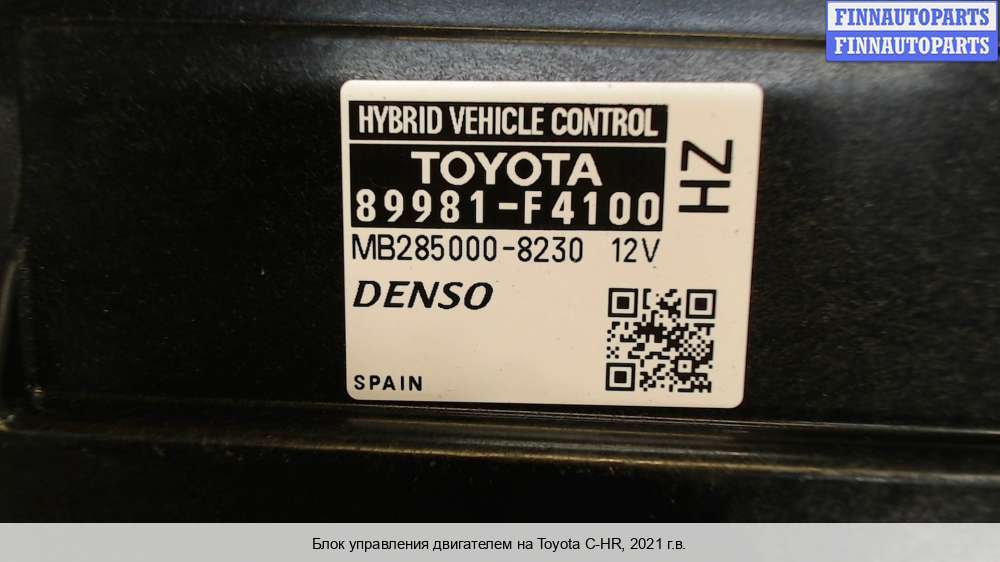 FINNAUTOPARTS
FINNAUTOPARTS
HYBRID VEHICLE CONTROL
TOYOTA
89981-F4100
HZ
MB285000-8230 12V
DENSO
SPAIN
Блок управления двигателем на Toyota C-HR, 2021 г.в.